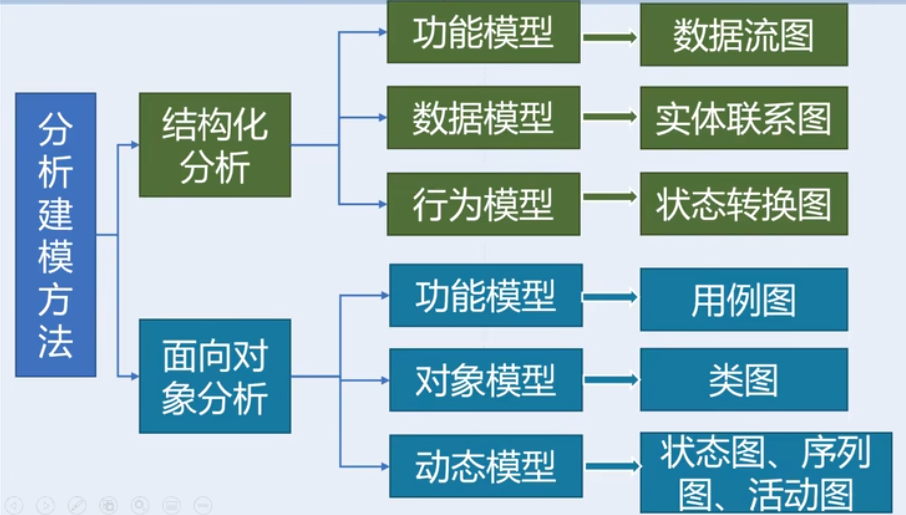 分析建模方法
结构化
分析
功能模型
数据流图
数据模型
实体联系图
行为模型
状态转换图
面向对
象分析
功能模型
用例图
对象模型
类图
动态模型
状态图、序列
图、活动图